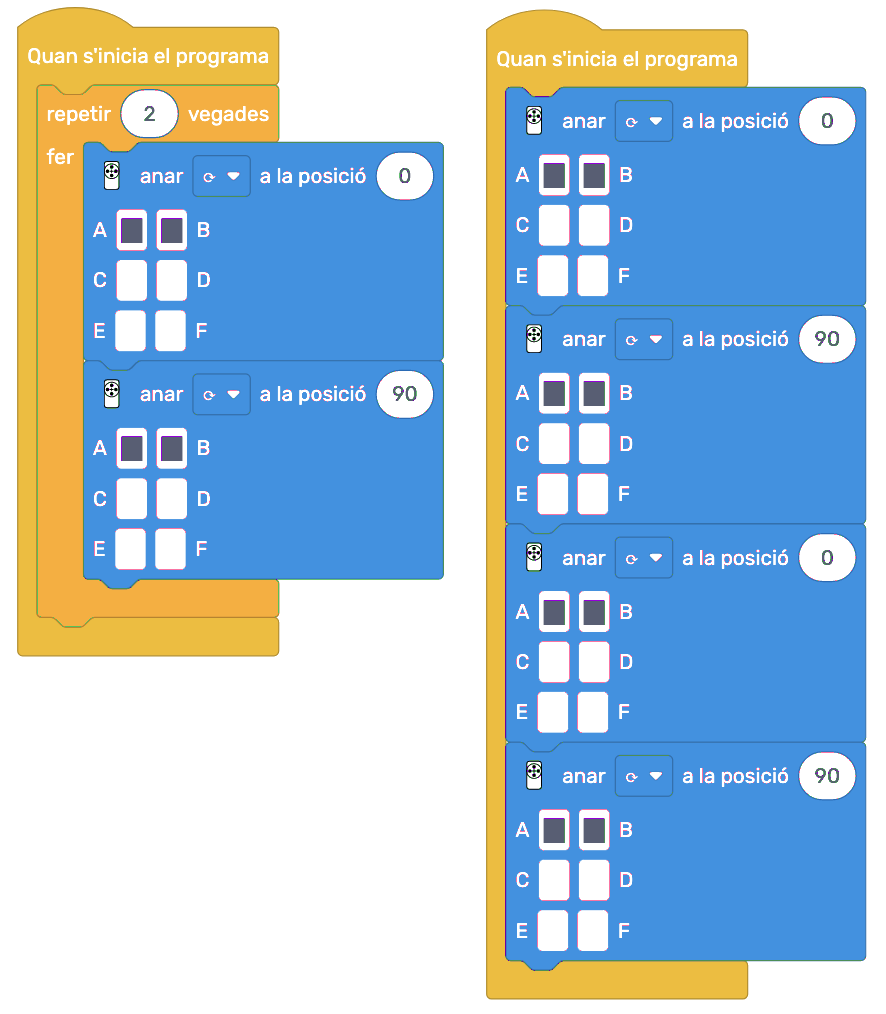 Quan s'inicia el programa
repetir 2 vegades
fer
anar a la posició 0
A B
C D
E F
anar a la posició 90
A B
C D
E F
Quan s'inicia el programa
anar a la posició 0
A B
C D
E F
anar a la posició 90
A B
C D
E F
anar a la posició 0
A B
C D
E F
anar a la posició 90
A B
C D
E F